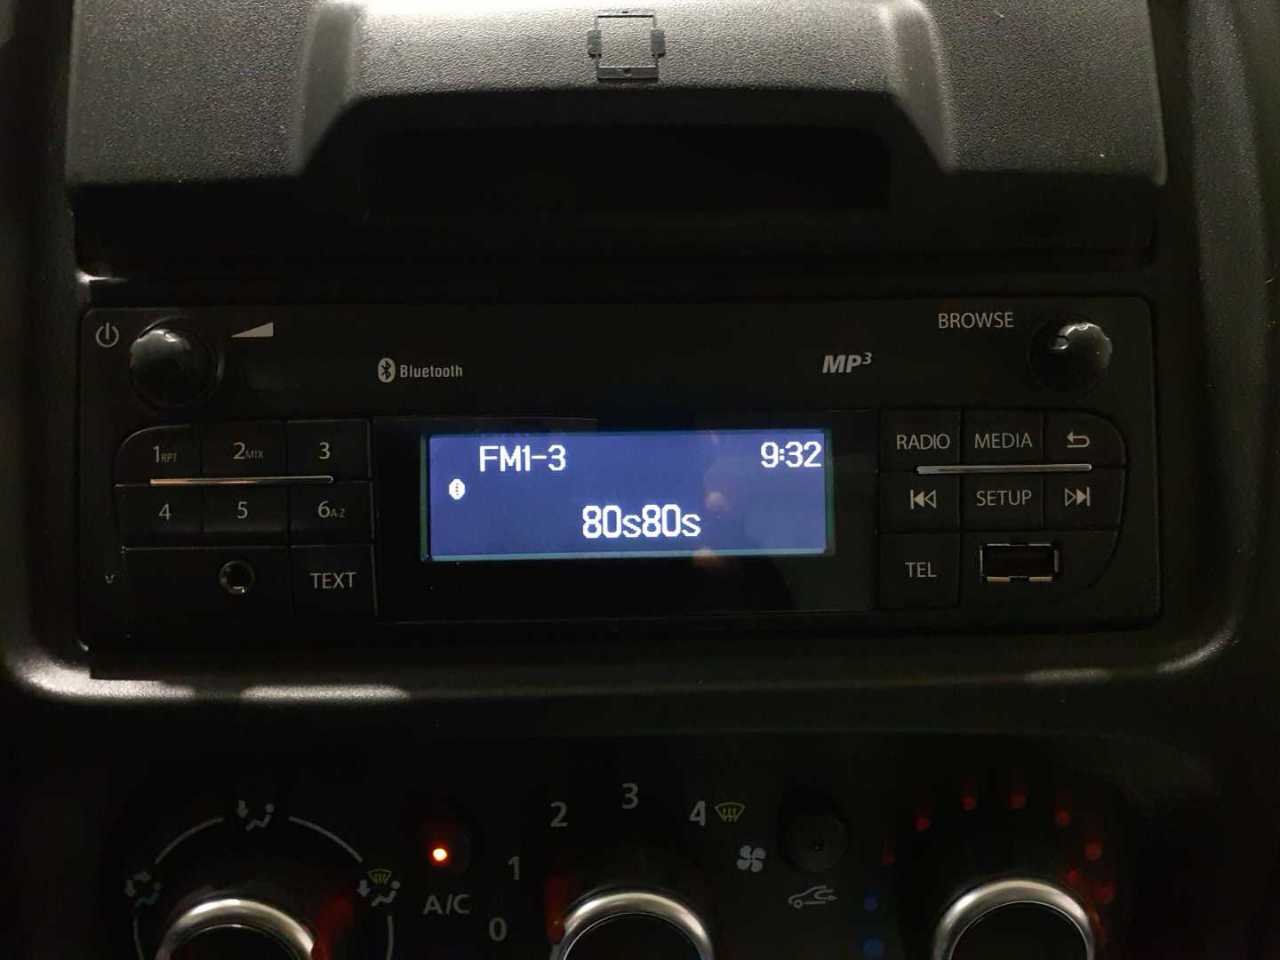 BROWSE
Bluetooth
MP3
1RPT 2MIX 3
RADIO MEDIA
FM1-3 9:32
4 5 6A-Z
SETUP
80s80s
TEXT
TEL
3
2 4
1
A/C
0